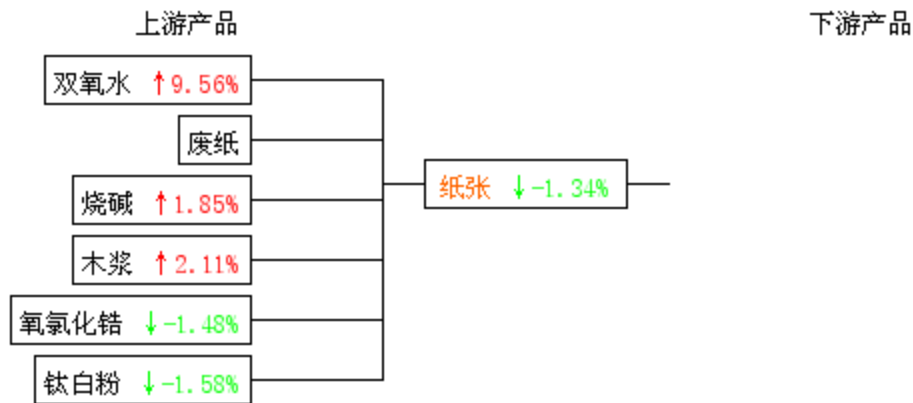 上游产品
下游产品
双氧水 ↑9.56%
废纸
烧碱 ↑1.85%
木浆 ↑2.11%
氧氯化锆 ↓-1.48%
钛白粉 ↓-1.58%
纸张 ↓-1.34%